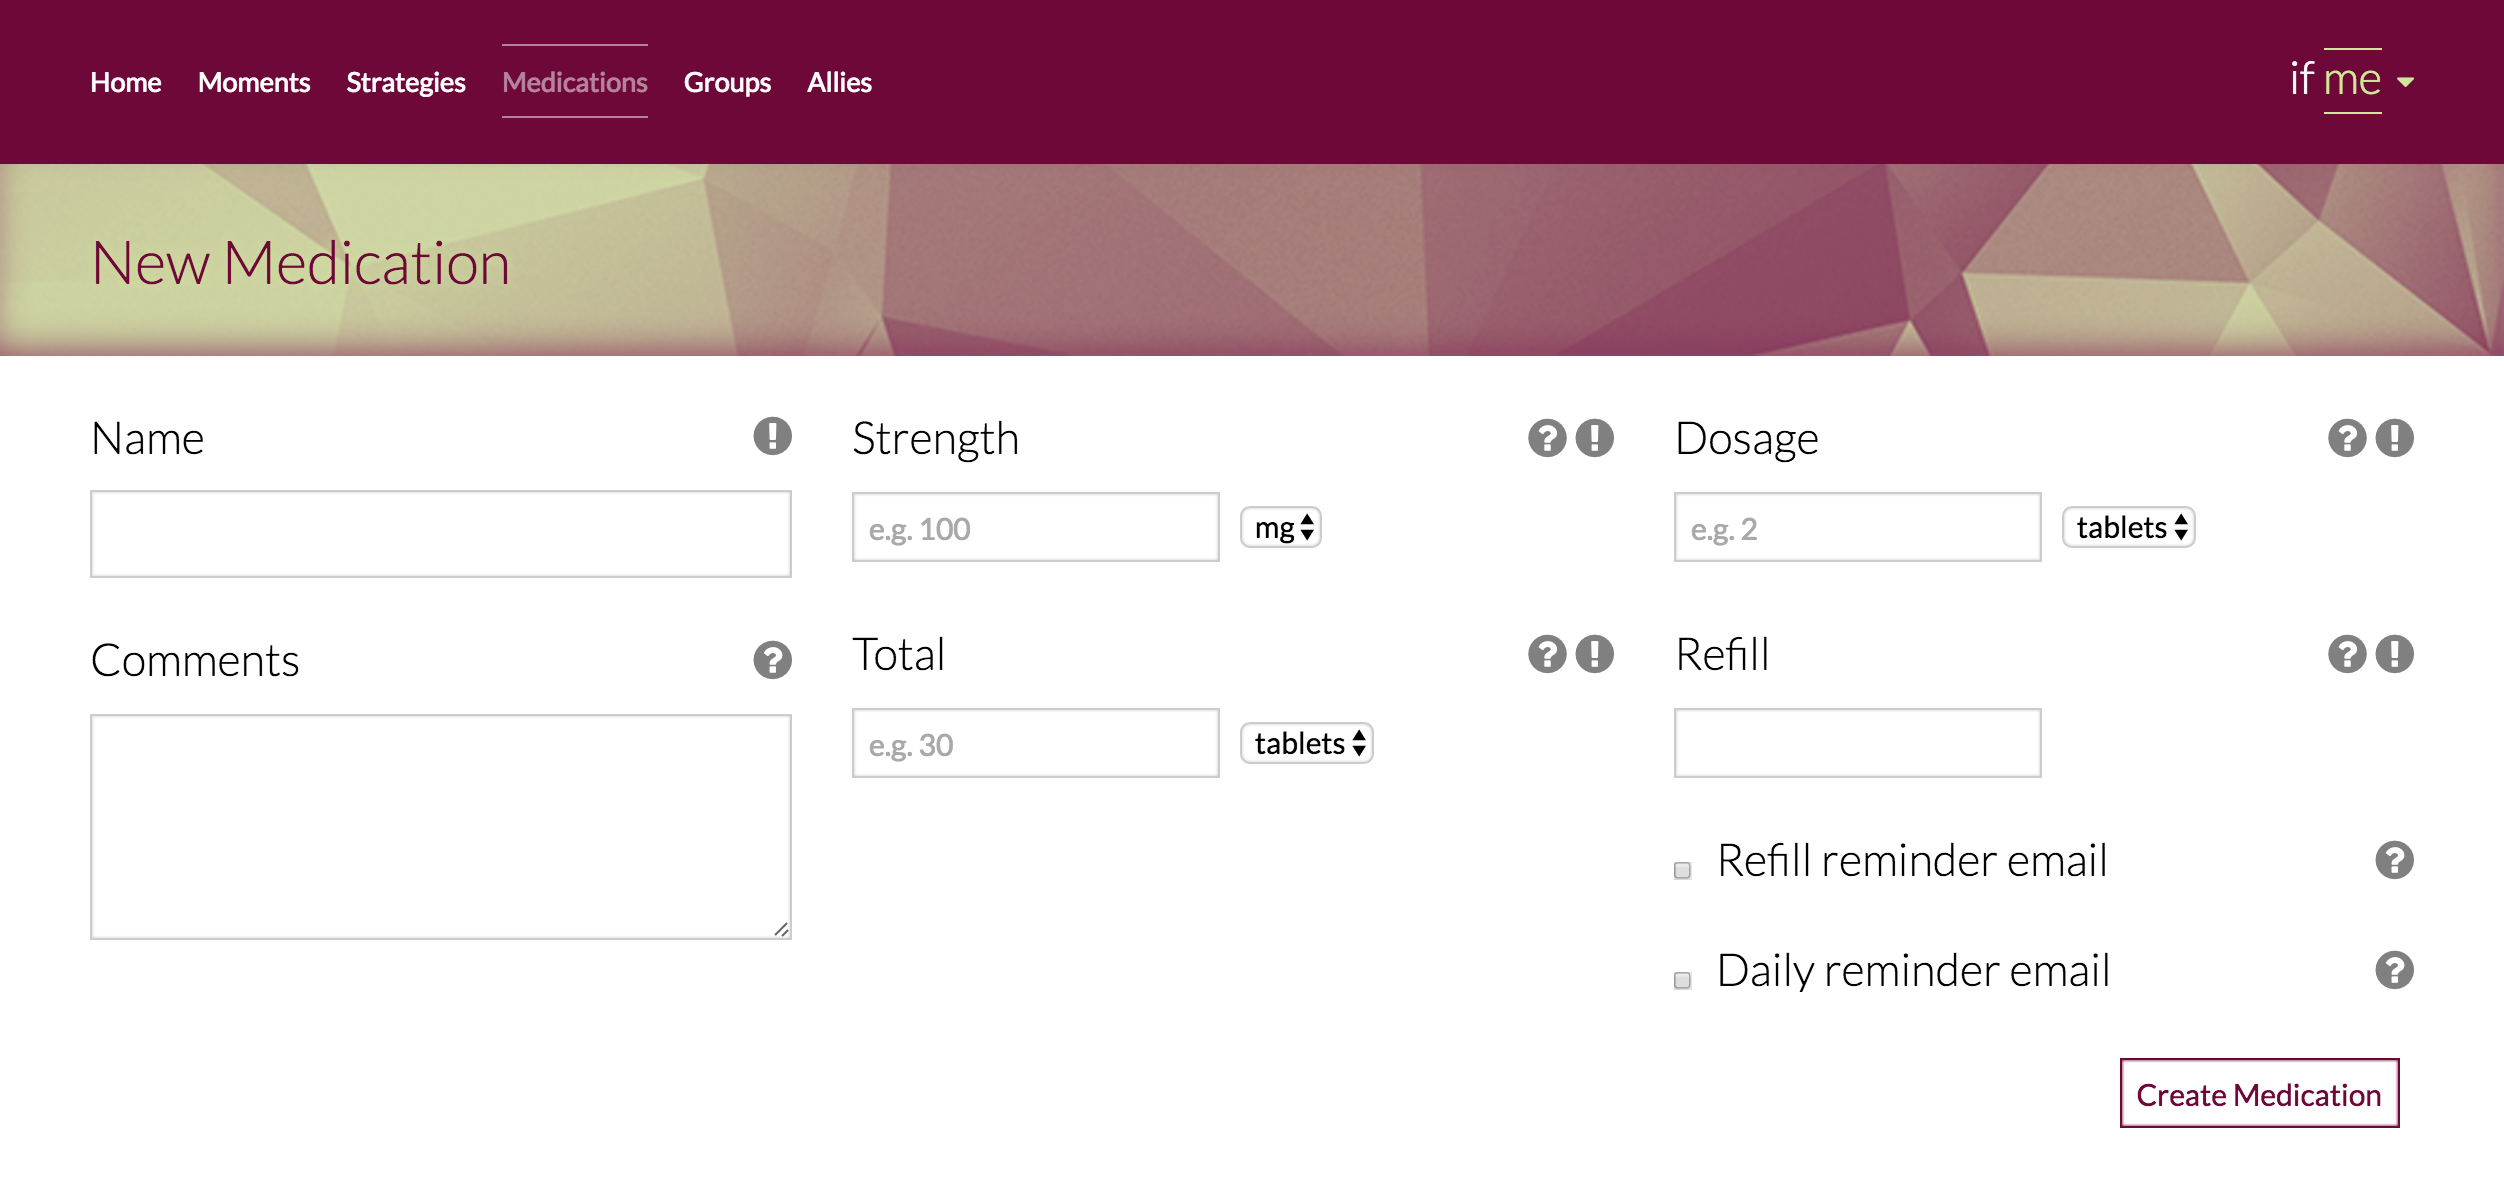 Home Moments Strategies Medications Groups Allies if me
New Medication
Name ! Strength ? ! Dosage ? !
e.g. 100 mg e.g. 2 tablets
Comments ? Total ? ! Refill ? !
e.g. 30 tablets
Refill reminder email ?
Daily reminder email ?
Create Medication